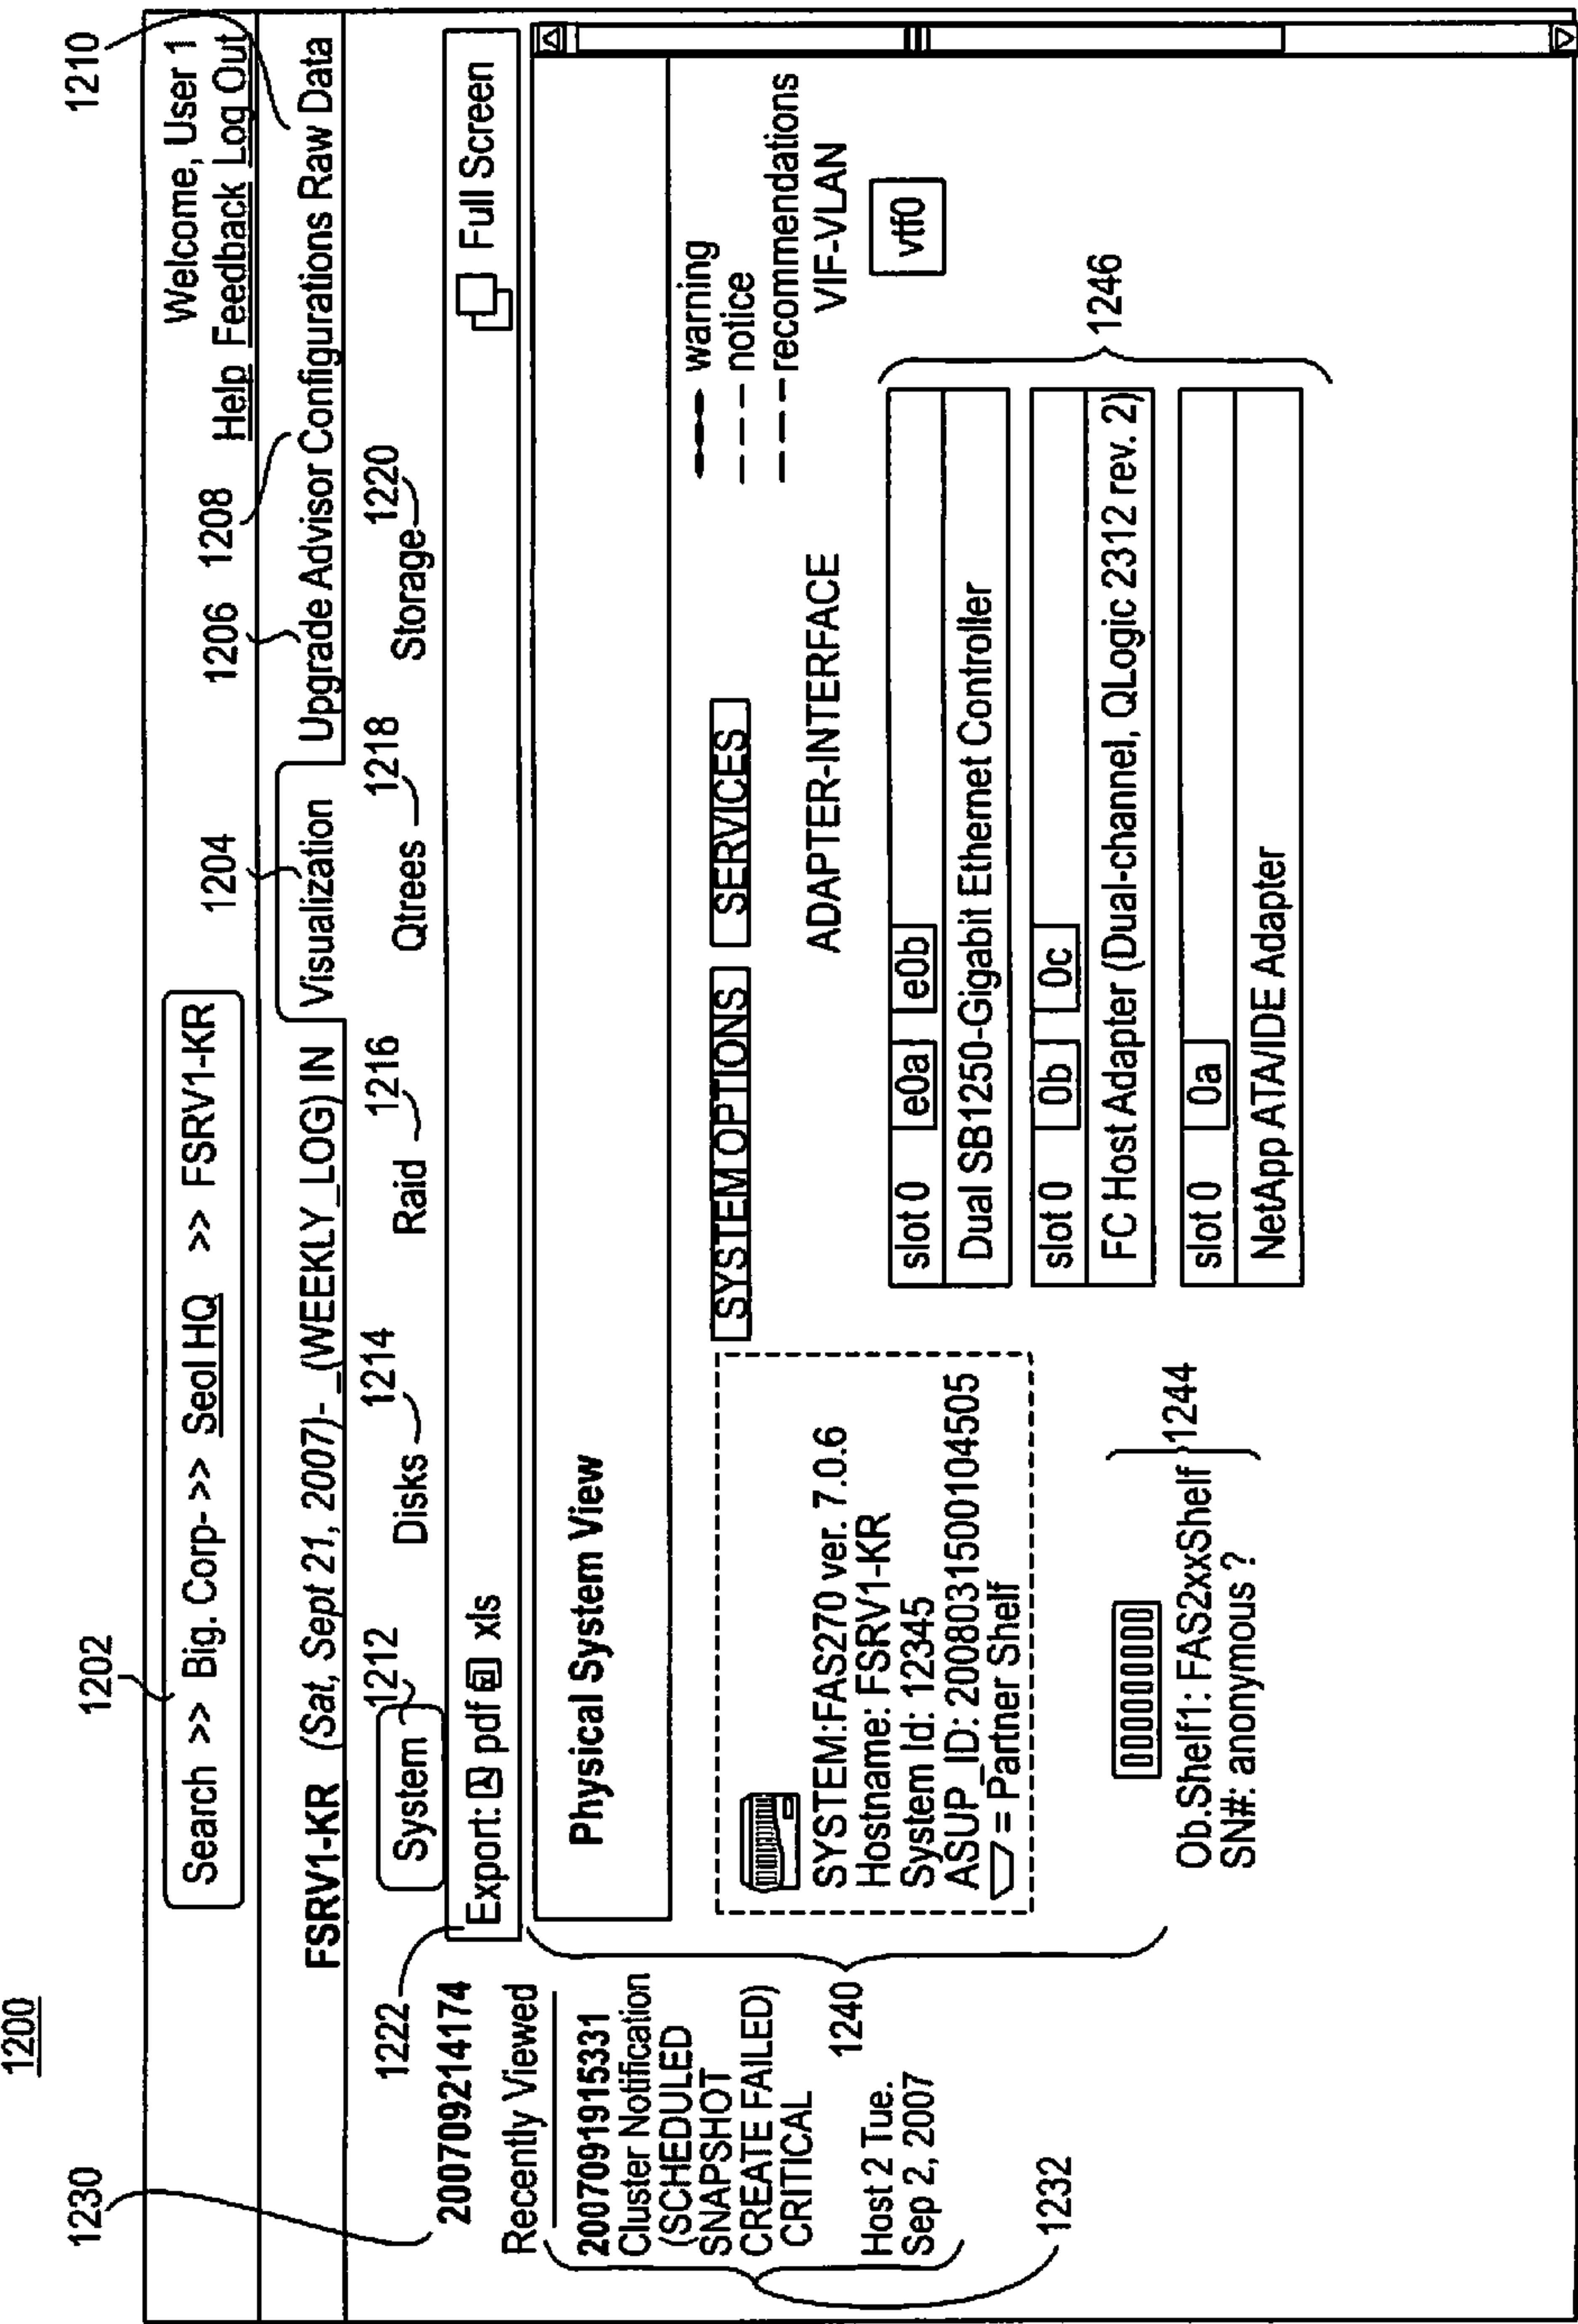 1200
1202
1210
Search >> Big. Corp- >> Seol HQ >> FSRV1-KR
Welcome, User 1
Help Feedback Log Out
1204
1206
1208
FSRV1-KR (Sat, Sept 21, 2007)- _(WEEKLY_LOG) IN
Visualization
Upgrade Advisor Configurations Raw Data
1212
1214
1216
1218
1220
System
Disks
Raid
Qtrees
Storage
1222
Export: pdf xls
Full Screen
1230
200709214174
Recently Viewed
2007091915331
Cluster Notification
(SCHEDULED
SNAPSHOT
CREATE FAILED)
CRITICAL
Host 2 Tue.
Sep 2, 2007
1232
1240
Physical System View
SYSTEM OPTIONS
SERVICES
warning
notice
recommendations
SYSTEM:FAS270 ver. 7.0.6
Hostname: FSRV1-KR
System Id: 12345
ASUP_ID: 2008031500104505
= Partner Shelf
ADAPTER-INTERFACE
VIF-VLAN
vff0
slot 0 e0a e0b
Dual SB1250-Gigabit Ethernet Controller
slot 0 0b 0c
FC Host Adapter (Dual-channel, QLogic 2312 rev. 2)
slot 0 0a
NetApp ATA/IDE Adapter
1246
Ob.Shelf1: FAS2xxShelf
SN#: anonymous ?
1244